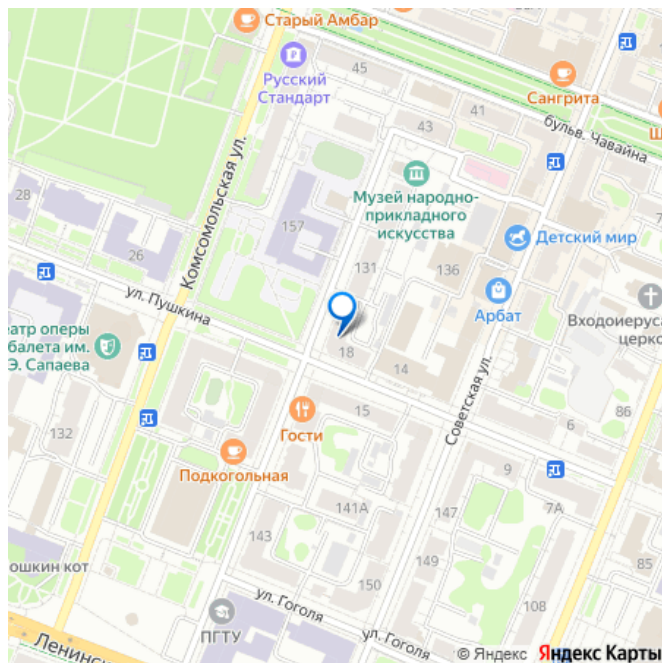 Старый Амбар
Русский
Стандарт
45
Сангрита
41
43
бульв. Чавайна
Ш
Комсомольская ул.
Музей народно-
прикладного
искусства
28
157
26
131
136
Детский мир
Арбат
Входоиеруса
церко
ул. Пушкина
еатр оперы
балета им.
Э. Сапаева
18
14
Советская ул.
132
Гости
15
86
6
Подкогольная
9
141А
147
7А
143
149
85
ошкин кот
150
108
ул. Гоголя
ПГТУ
ул. Гоголя
Ленинск
© Яндекс Яндекс Карты